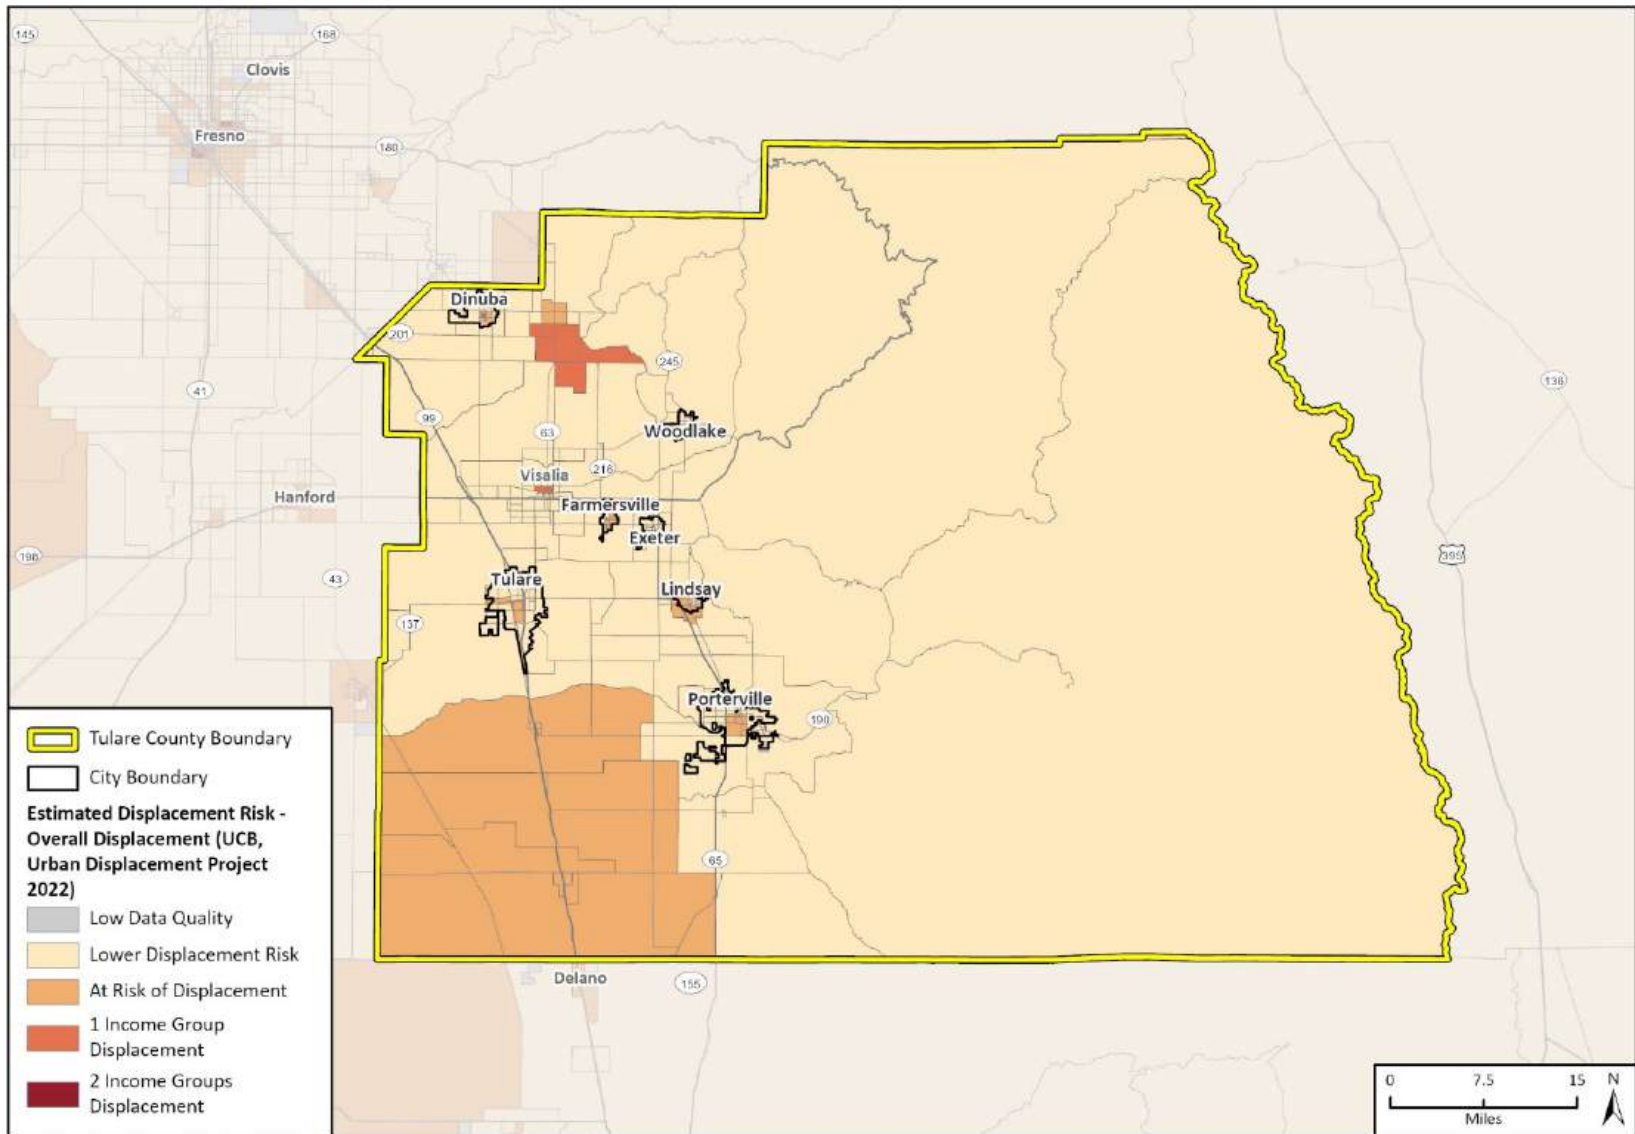 145
168
Clovis
Fresno
180
Dinuba
201
245
41
99
Woodlake
63
Visalia
216
Hanford
Farmersville
Exeter
198
43
Tulare
Lindsay
137
Porterville
190
65
Delano
155
136
395
Tulare County Boundary
City Boundary
Estimated Displacement Risk -
Overall Displacement (UCB,
Urban Displacement Project
2022)
Low Data Quality
Lower Displacement Risk
At Risk of Displacement
1 Income Group
Displacement
2 Income Groups
Displacement
0 7.5 15 N
Miles